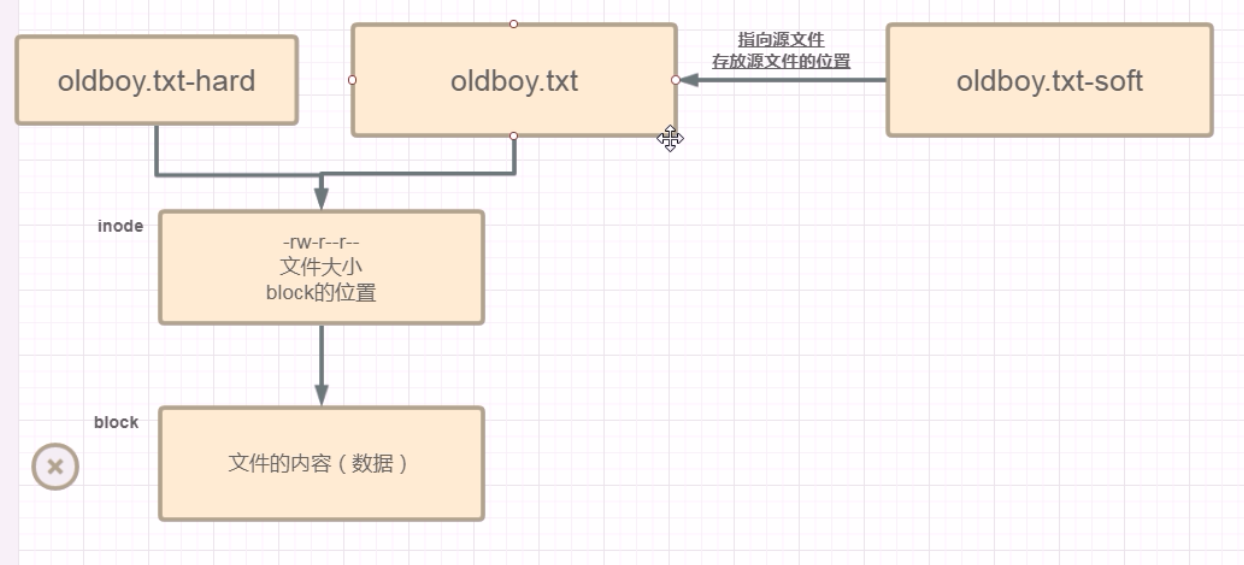 oldboy.txt-hard
oldboy.txt
指向源文件
存放源文件的位置
oldboy.txt-soft
inode
-rw-r--r--
文件大小
block的位置
block
文件的内容（数据）